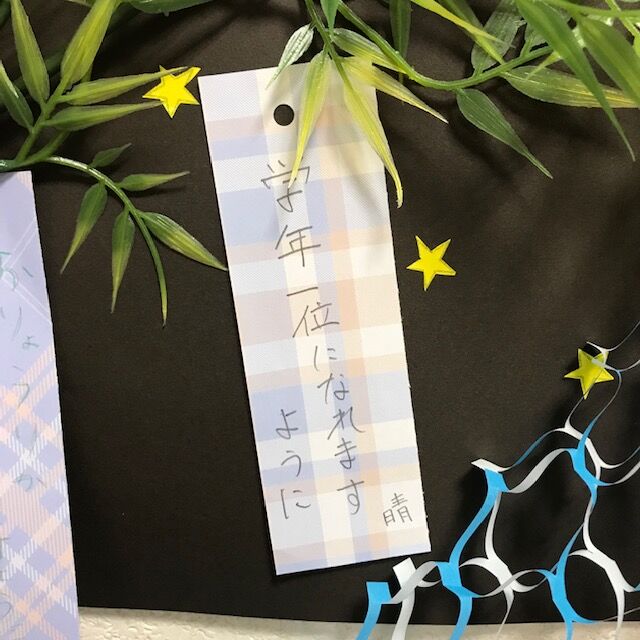 学年一位になれます
ように
晴